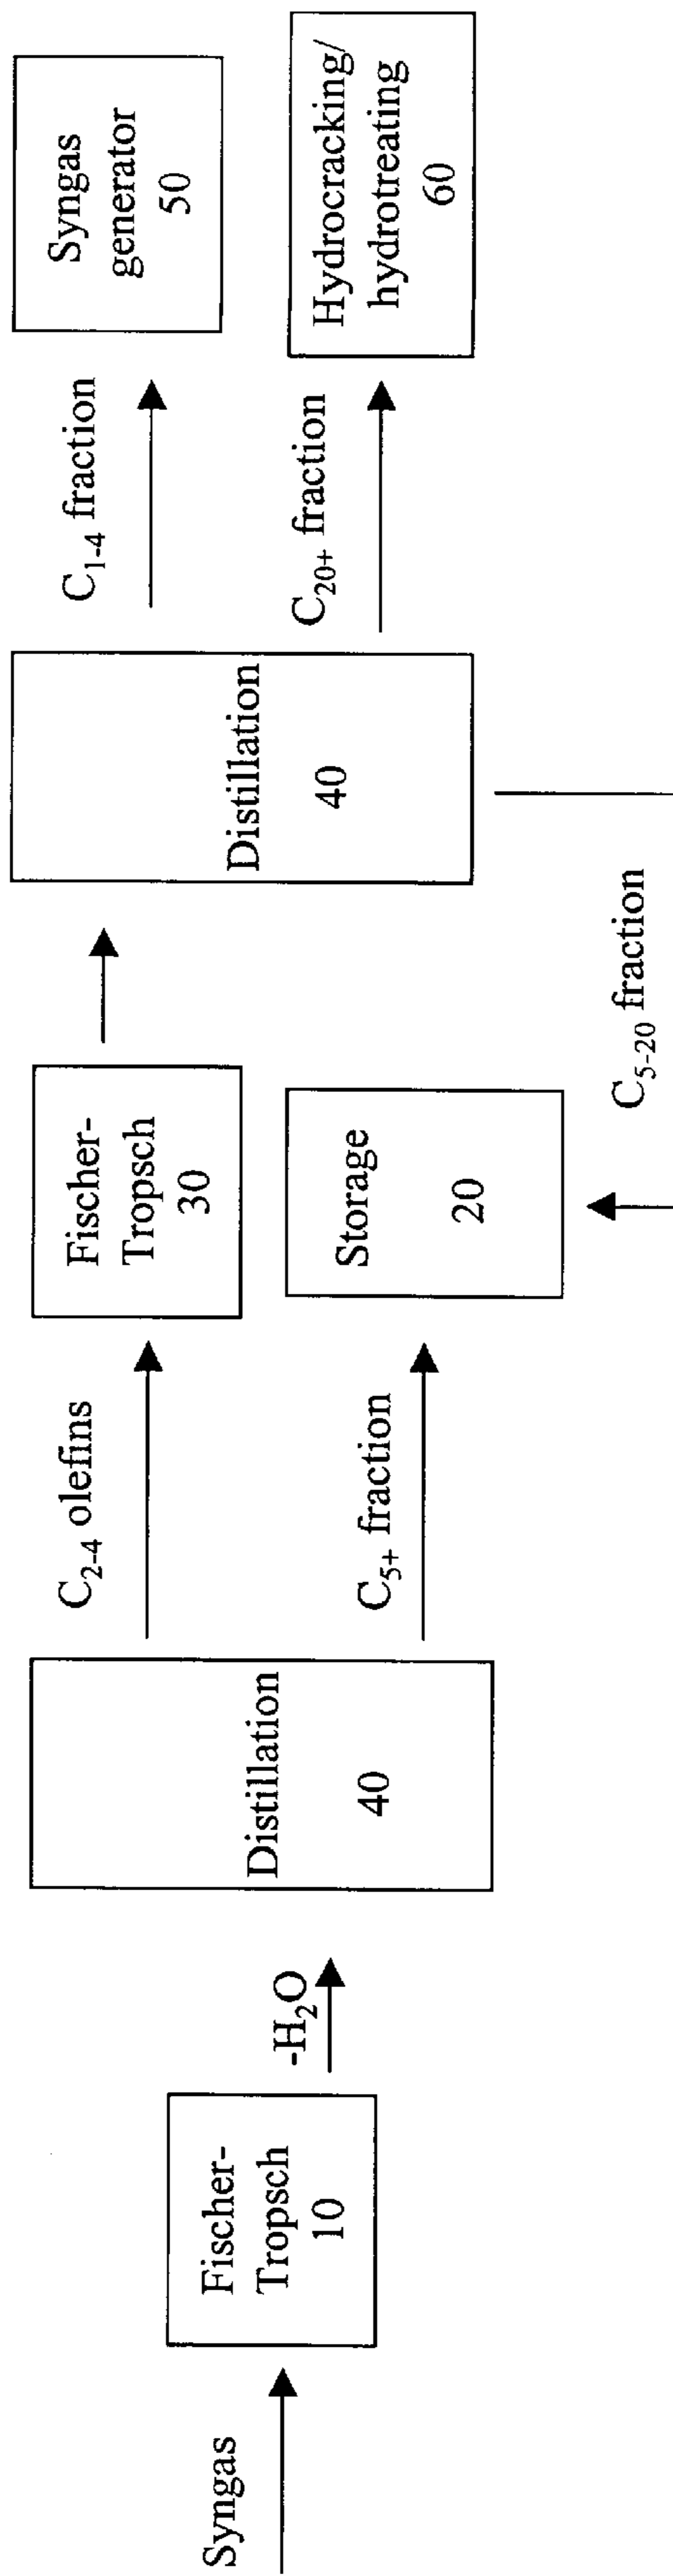 Syngas
Fischer-
Tropsch
10
-H₂O
Distillation
40
C₂₋₄ olefins
C₅₊ fraction
Fischer-
Tropsch
30
Storage
20
Distillation
40
C₅₋₂₀ fraction
C₁₋₄ fraction
C₂₀₊ fraction
Syngas
generator
50
Hydrocracking/
hydrotreating
60